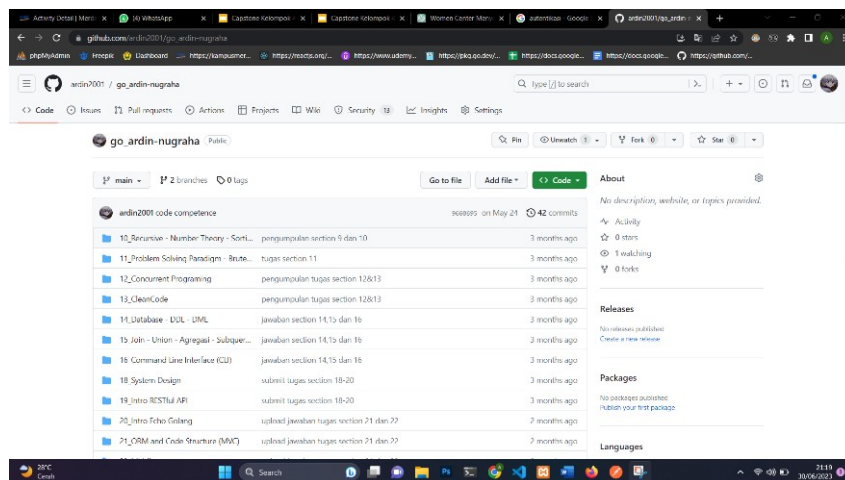 Activity Detail | Merd
(4) WhatsApp
Capstone Kelompok
Capstone Kelompok
Women Center Man
autentikasi - Google
ardin2001/go_ardin
github.com/ardin2001/go_ardin-nugraha
phpMyAdmin Freepik Dashboard https://kampusmer... https://reactjs.org/... https://www.udemy... https://pkg.go.dev/... https://docs.google... https://docs.google... https://github.com/...
ardin2001 / go_ardin-nugraha
Type [/] to search
Code Issues Pull requests Actions Projects Wiki Security 13 Insights Settings
go_ardin-nugraha Public
Pin Unwatch 1 Fork 0 Star 0
main 2 branches 0 tags
Go to file Add file Code
About
No description, website, or topics provided.
ardin2001 code competence on May 24 42 commits
Activity
0 stars
1 watching
0 forks
10_Recursive - Number Theory - Sorti... pengumpulan section 9 dan 10 3 months ago
11_Problem Solving Paradigm - Brute... tugas section 11 3 months ago
12_Concurrent Programing pengumpulan tugas section 12&13 3 months ago
13_CleanCode pengumpulan tugas section 12&13 3 months ago
14_Database - DDL - DML jawaban section 14,15 dan 16 3 months ago
15 Join - Union - Agregasi - Subquer... jawaban section 14,15 dan 16 3 months ago
16 Command Line Interface (CLI) jawaban section 14,15 dan 16 3 months ago
18 System Design submit tugas section 18-20 3 months ago
19_Intro RESTful API submit tugas section 18-20 3 months ago
20_Intro Echo Golang upload jawaban tugas section 21 dan 22 2 months ago
21_ORM and Code Structure (MVC) upload jawaban tugas section 21 dan 22 2 months ago
Releases
No releases published
Create a new release
Packages
No packages published
Publish your first package
Languages
28°C
Cerah
Search
21:19
30/06/2023